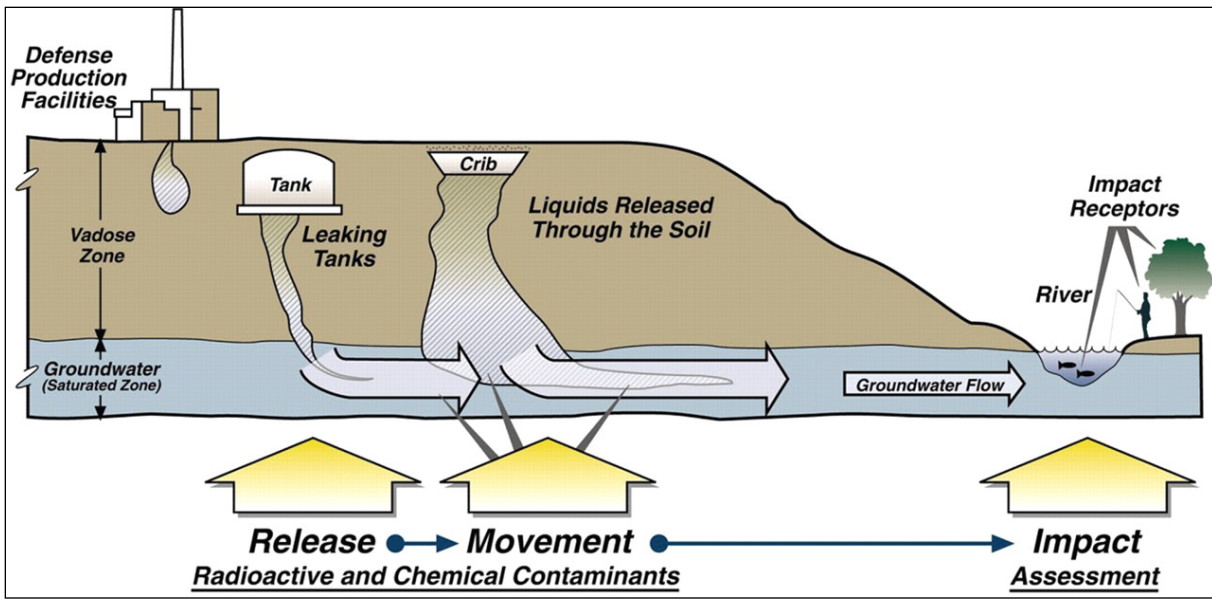 Defense
Production
Facilities
Tank
Crib
Leaking
Tanks
Liquids Released
Through the Soil
Vadose
Zone
Impact
Receptors
River
Groundwater
(Saturated Zone)
Groundwater Flow
Release
Movement
Impact
Radioactive and Chemical Contaminants
Assessment